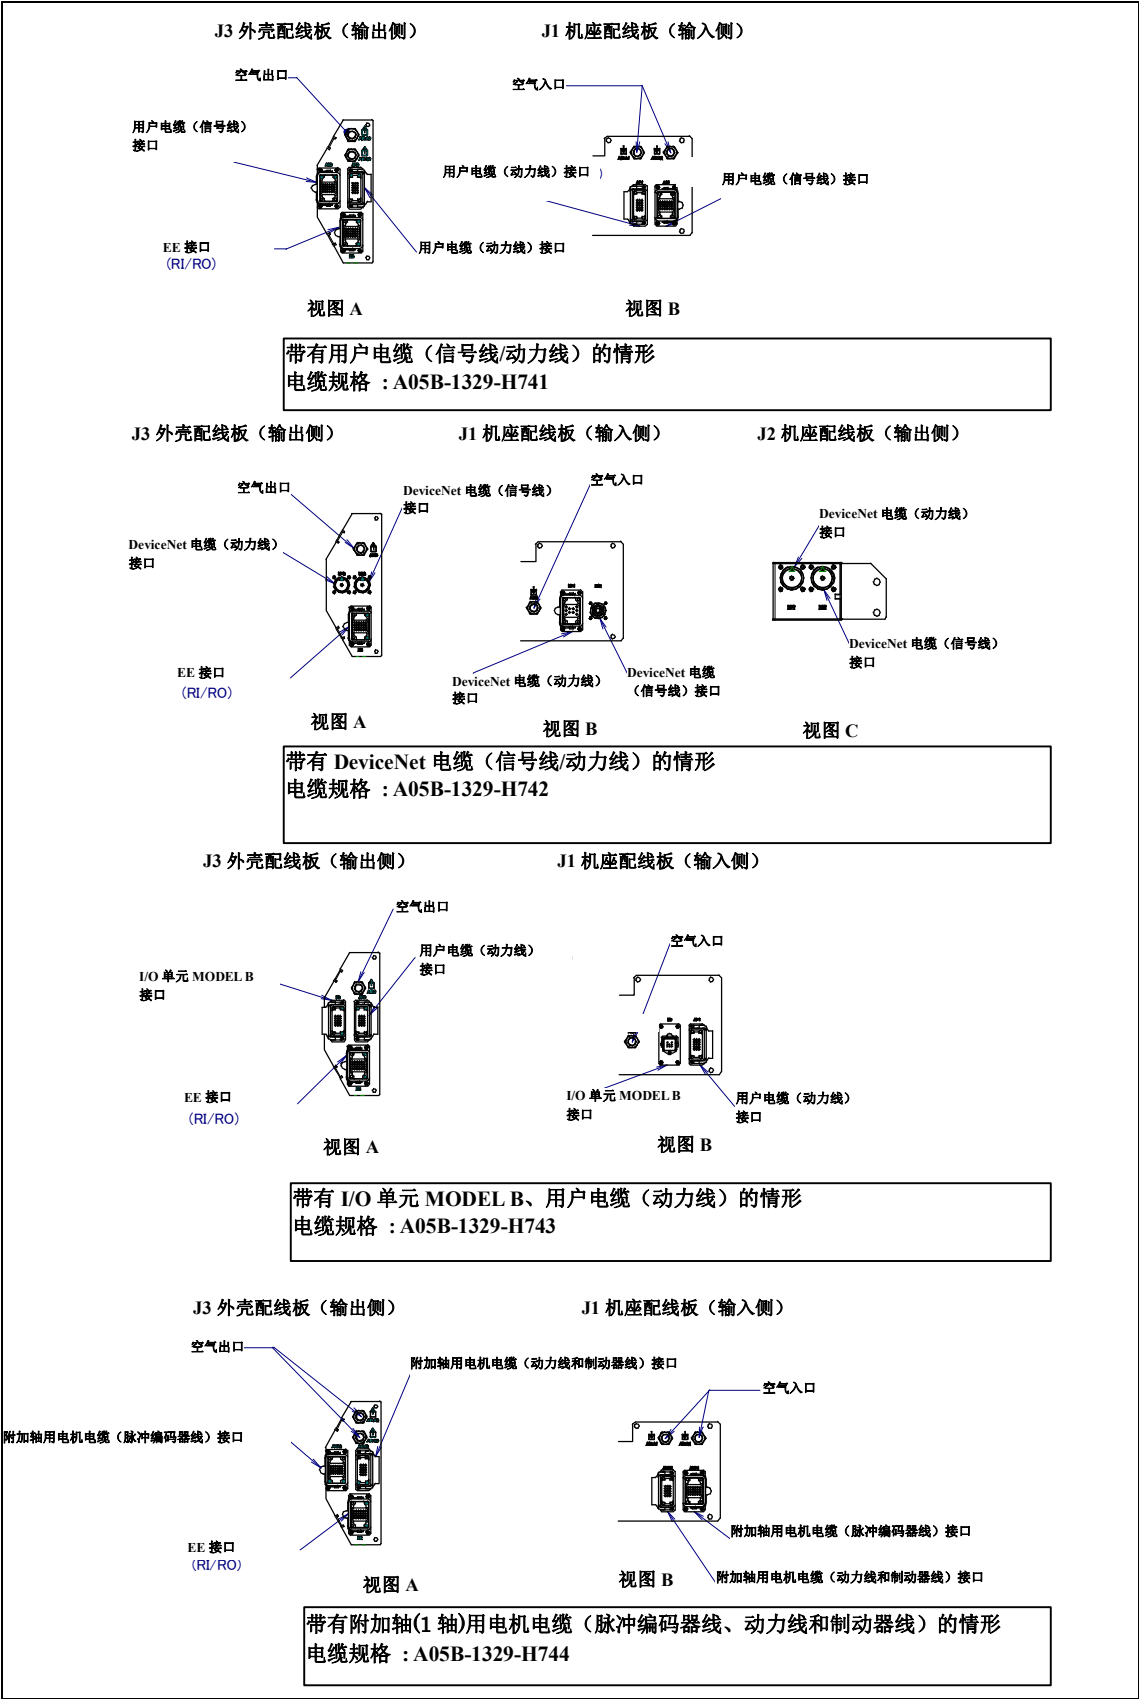 J3 外壳配线板（输出侧）
J1 机座配线板（输入侧）
空气出口
空气入口
用户电缆（信号线）
接口
用户电缆（动力线）接口
用户电缆（信号线）接口
EE 接口
(RI/RO)
用户电缆（动力线）接口
视图 A
视图 B
带有用户电缆（信号线/动力线）的情形
电缆规格 : A05B-1329-H741
J3 外壳配线板（输出侧）
J1 机座配线板（输入侧）
J2 机座配线板（输出侧）
空气出口
DeviceNet 电缆（信号线）
接口
空气入口
DeviceNet 电缆（动力线）
接口
DeviceNet 电缆（动力线）
接口
EE 接口
(RI/RO)
DeviceNet 电缆（动力线）
接口
DeviceNet 电缆
（信号线）接口
DeviceNet 电缆（信号线）
接口
视图 A
视图 B
视图 C
带有 DeviceNet 电缆（信号线/动力线）的情形
电缆规格 : A05B-1329-H742
J3 外壳配线板（输出侧）
J1 机座配线板（输入侧）
空气出口
用户电缆（动力线）
接口
空气入口
I/O 单元 MODEL B
接口
EE 接口
(RI/RO)
I/O 单元 MODEL B
接口
用户电缆（动力线）
接口
视图 A
视图 B
带有 I/O 单元 MODEL B、用户电缆（动力线）的情形
电缆规格 : A05B-1329-H743
J3 外壳配线板（输出侧）
J1 机座配线板（输入侧）
空气出口
附加轴用电机电缆（动力线和制动器线）接口
空气入口
附加轴用电机电缆（脉冲编码器线）接口
EE 接口
(RI/RO)
附加轴用电机电缆（脉冲编码器线）接口
附加轴用电机电缆（动力线和制动器线）接口
视图 A
视图 B
带有附加轴(1 轴)用电机电缆（脉冲编码器线、动力线和制动器线）的情形
电缆规格 : A05B-1329-H744